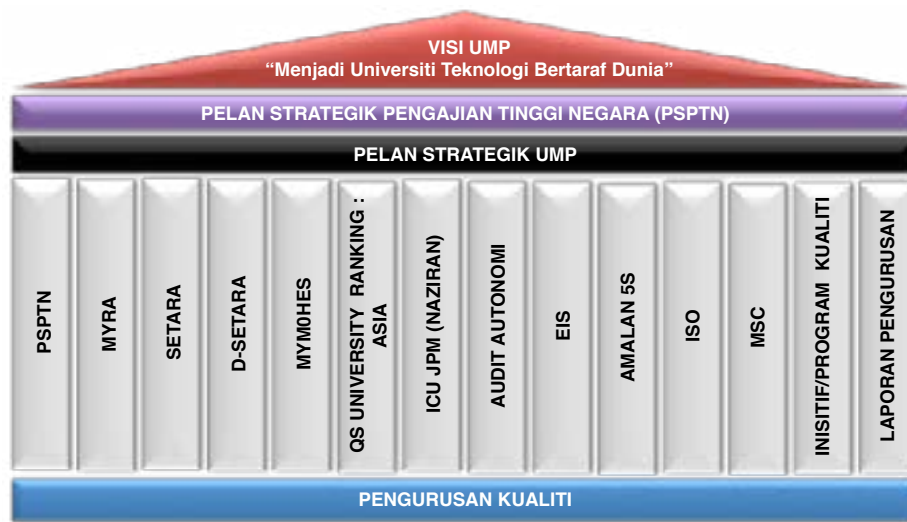 VISI UMP
“Menjadi Universiti Teknologi Bertaraf Dunia”
PELAN STRATEGIK PENGAJIAN TINGGI NEGARA (PSPTN)
PELAN STRATEGIK UMP
PSPTN
MYRA
SETARA
D-SETARA
MYM0HES
QS UNIVERSITY RANKING :
ASIA
ICU JPM (NAZIRAN)
AUDIT AUTONOMI
EIS
AMALAN 5S
ISO
MSC
INISITIF/PROGRAM KUALITI
LAPORAN PENGURUSAN
PENGURUSAN KUALITI